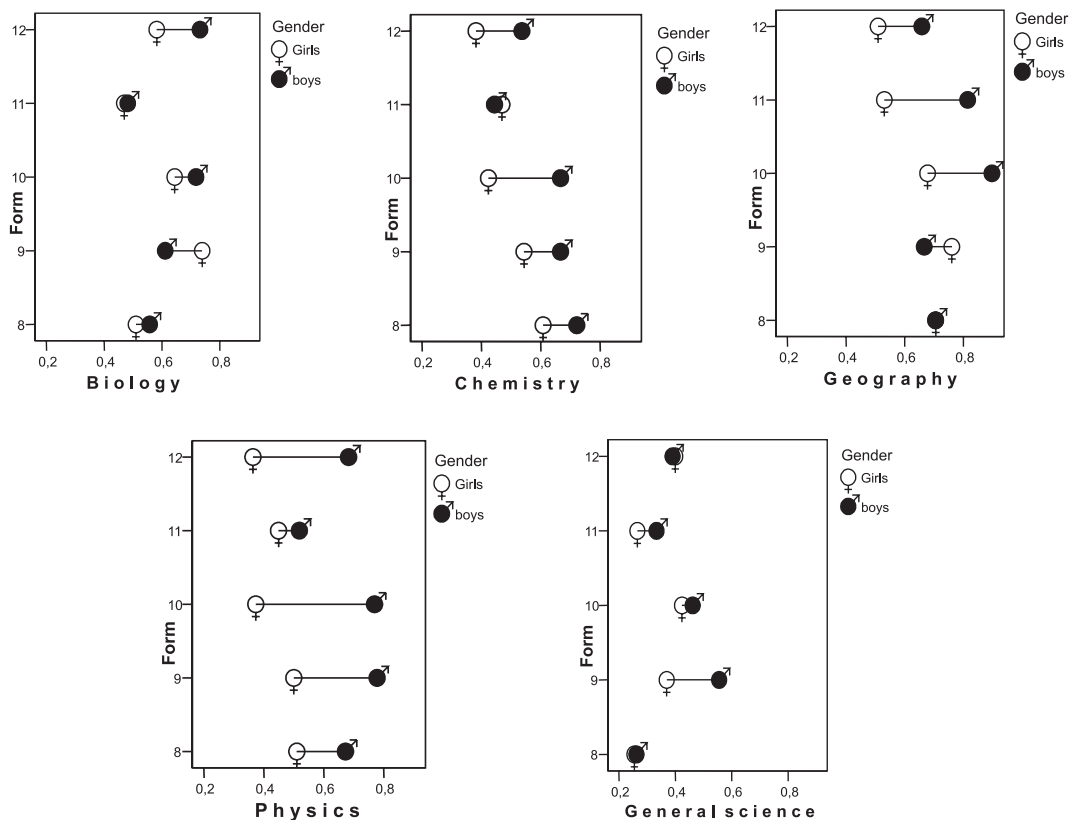 12
11
10
9
8
Form
0,2 0,4 0,6 0,8
Biology
Gender
Girls
boys
12
11
10
9
8
Form
0,2 0,4 0,6 0,8
Chemistry
Gender
Girls
boys
12
11
10
9
8
Form
0,2 0,4 0,6 0,8
Geography
Gender
Girls
boys
12
11
10
9
8
Form
0,2 0,4 0,6 0,8
Physics
Gender
Girls
boys
12
11
10
9
8
Form
0,2 0,4 0,6 0,8
General science
Gender
Girls
boys